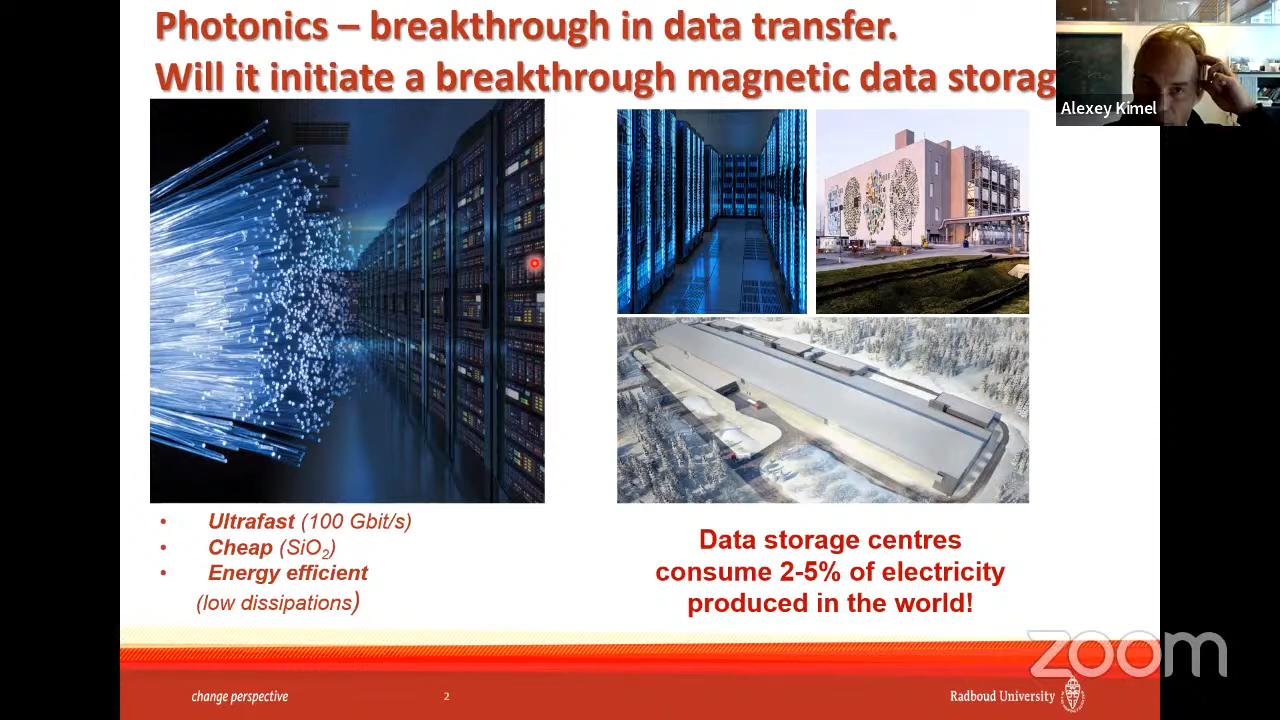 Photonics – breakthrough in data transfer.
Will it initiate a breakthrough magnetic data storag
Alexey Kimel
• Ultrafast (100 Gbit/s)
• Cheap (SiO₂)
• Energy efficient
(low dissipations)
Data storage centres
consume 2-5% of electricity
produced in the world!
zoom
change perspective
2
Radboud University